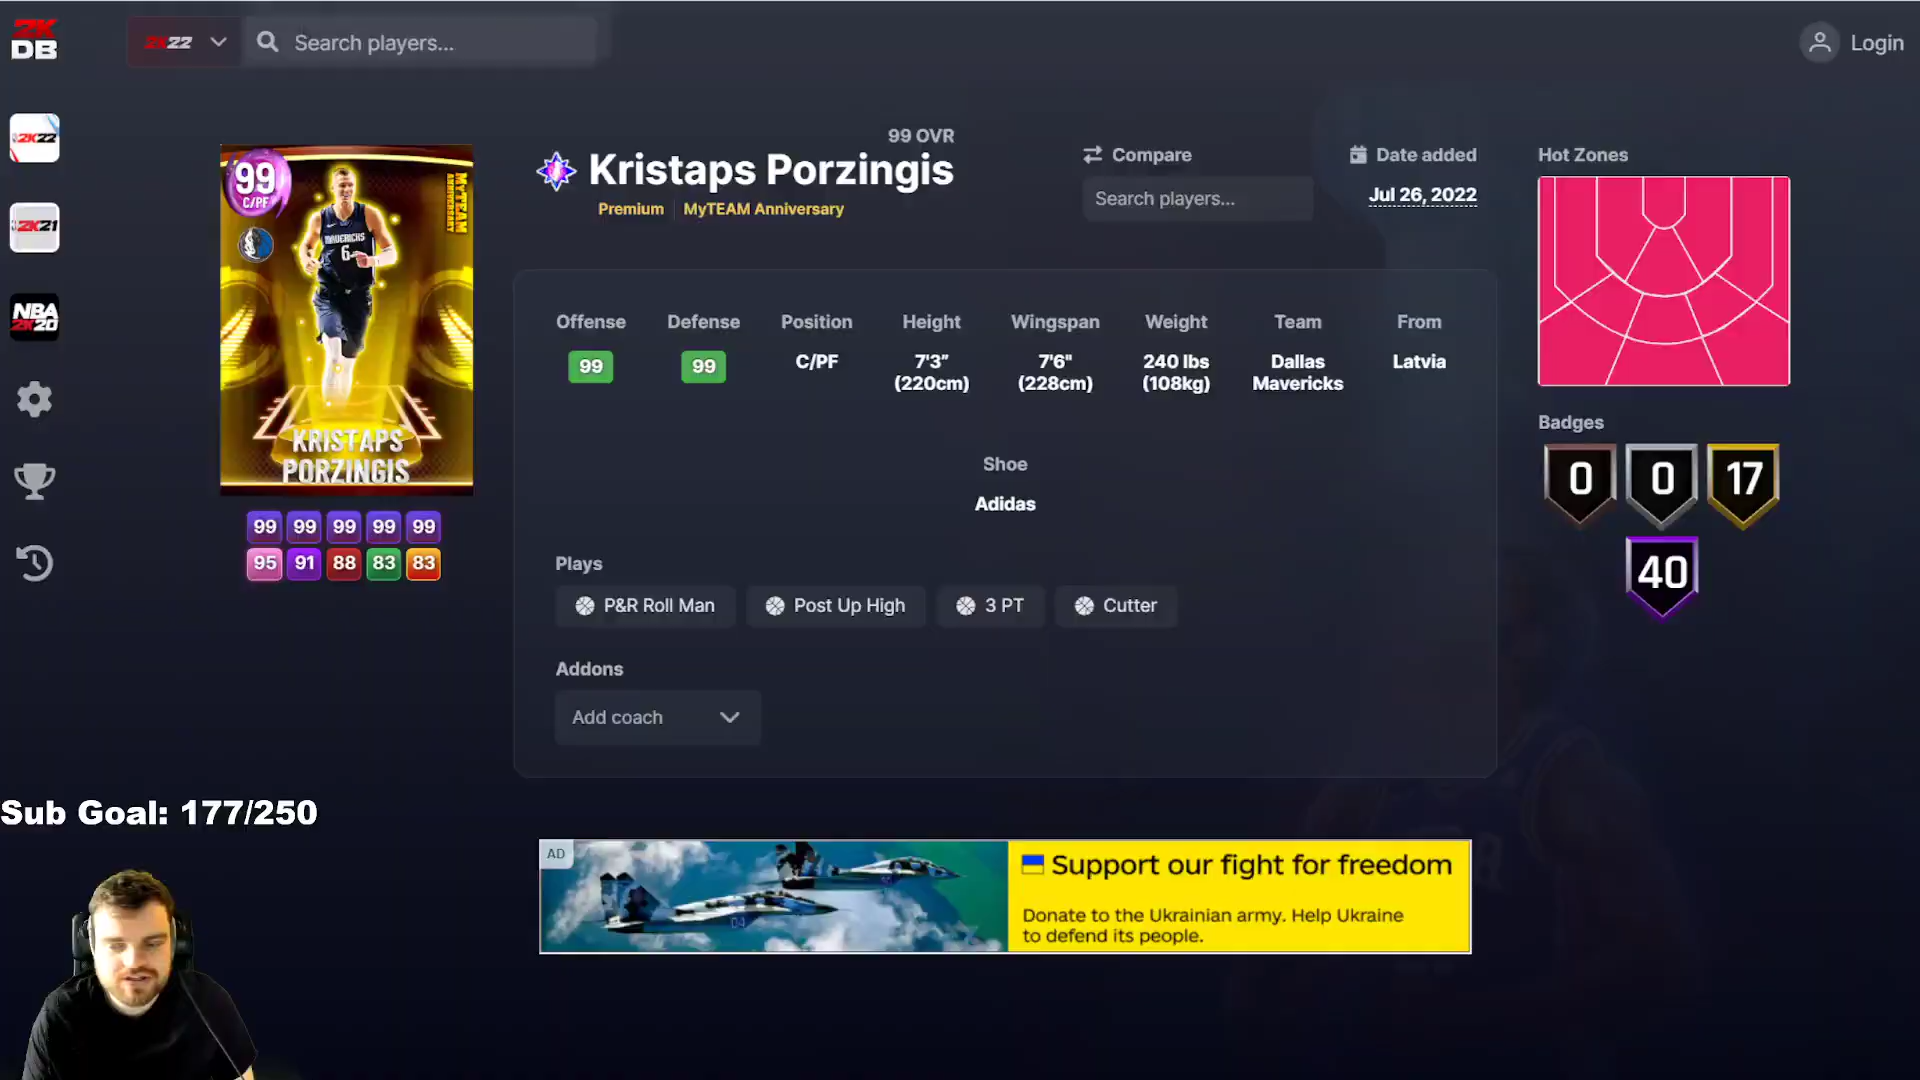 2K
DB
2K22
Search players...
Login
2K22
2K21
NBA
2K20
99
C/PF
MyTEAM
ANNIVERSARY
MAVERICKS
6
KRISTAPS
PORZINGIS
99 99 99 99 99
95 91 88 83 83
99 OVR
Kristaps Porzingis
Premium MyTEAM Anniversary
Compare
Search players...
Date added
Jul 26, 2022
Hot Zones
Offense Defense Position Height Wingspan Weight Team From
99 99 C/PF 7'3” 7'6" 240 lbs Dallas Latvia
(220cm) (228cm) (108kg) Mavericks
Shoe
Adidas
Badges
0 0 17
40
Plays
P&R Roll Man Post Up High 3 PT Cutter
Addons
Add coach
Sub Goal: 177/250
AD
Support our fight for freedom
Donate to the Ukrainian army. Help Ukraine
to defend its people.